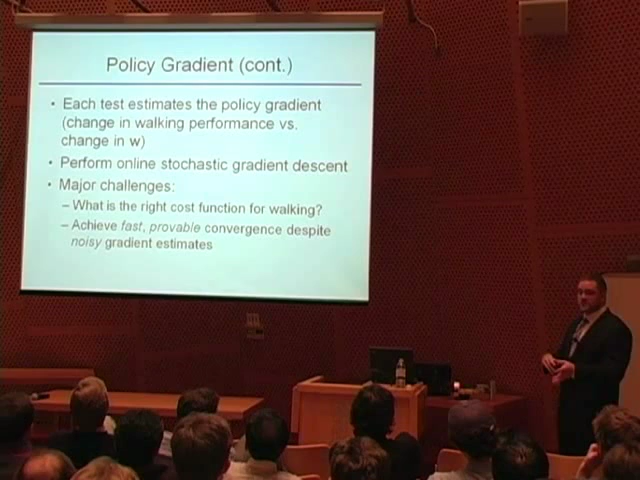 Policy Gradient (cont.)
• Each test estimates the policy gradient
(change in walking performance vs.
change in w)
• Perform online stochastic gradient descent
• Major challenges:
– What is the right cost function for walking?
– Achieve fast, provable convergence despite
noisy gradient estimates